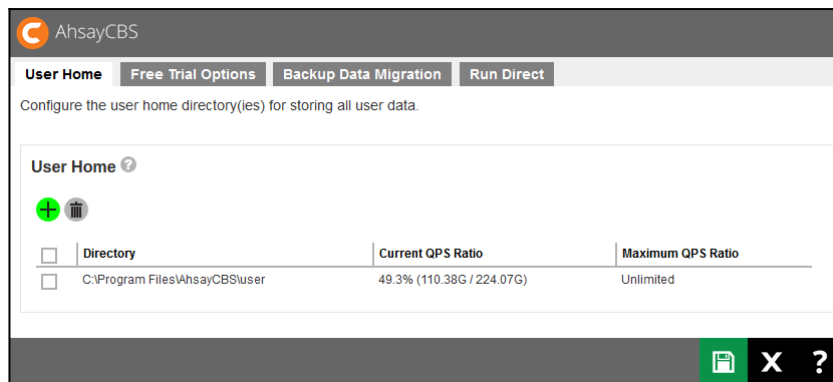 AhsayCBS
User Home Free Trial Options Backup Data Migration Run Direct
Configure the user home directory(ies) for storing all user data.
User Home ?
Directory Current QPS Ratio Maximum QPS Ratio
C:\Program Files\AhsayCBS\user 49.3% (110.38G / 224.07G) Unlimited
X ?